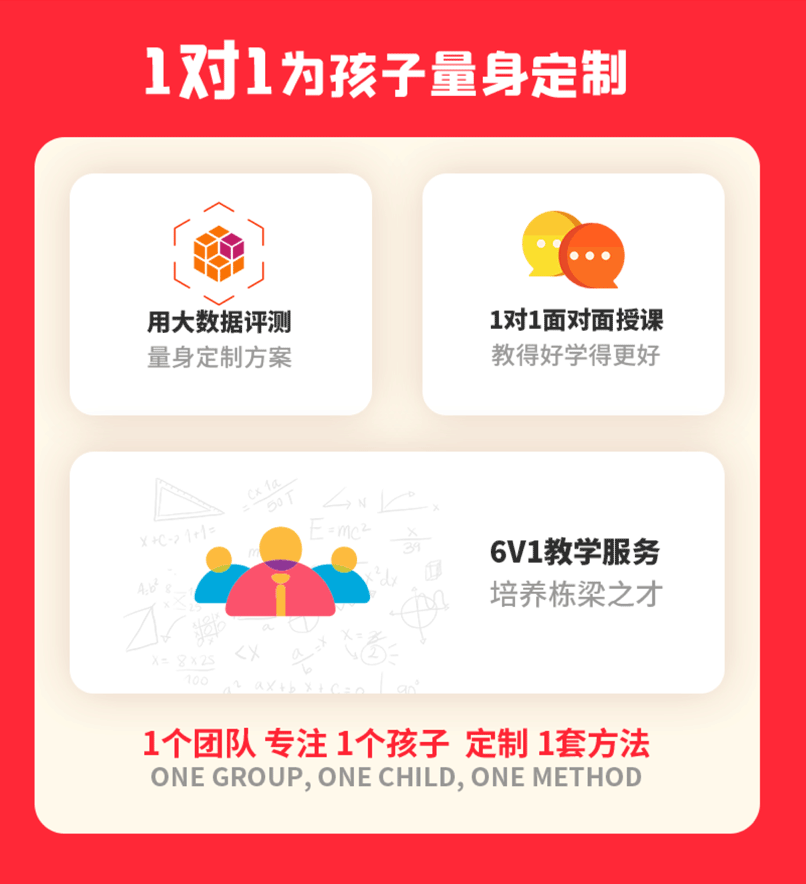 1对1为孩子量身定制
用大数据评测
量身定制方案
1对1面对面授课
教得好学得更好
6V1教学服务
培养栋梁之才
1个团队 专注 1个孩子 定制 1套方法
ONE GROUP, ONE CHILD, ONE METHOD